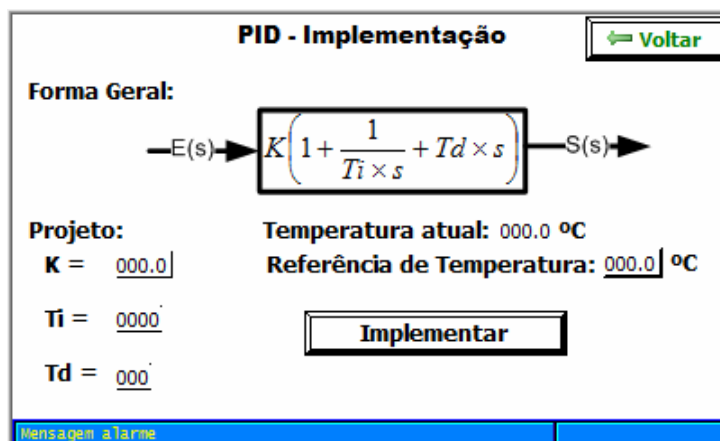 PID - Implementação
Voltar
Forma Geral:
E(s) K(1 + 1/(Ti × s) + Td × s) S(s)
Projeto:
Temperatura atual: 000.0 ºC
K = 000.0
Referência de Temperatura: 000.0 ºC
Ti = 0000
Implementar
Td = 000
Mensagem alarme